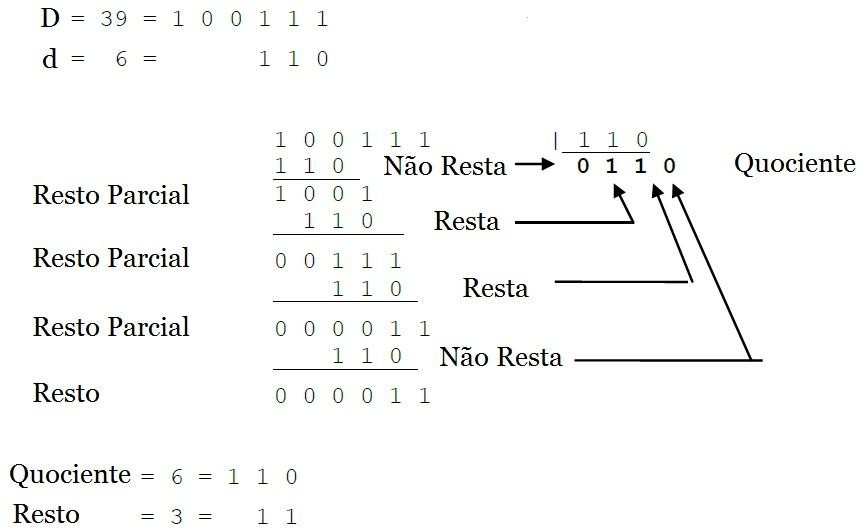 D = 39 = 1 0 0 1 1 1
d = 6 = 1 1 0
1 0 0 1 1 1 | 1 1 0
1 1 0 Não Resta 0 1 1 0 Quociente
Resto Parcial 1 0 0 1
1 1 0 Resta
Resto Parcial 0 0 1 1 1
1 1 0 Resta
Resto Parcial 0 0 0 0 1 1
1 1 0 Não Resta
Resto 0 0 0 0 1 1
Quociente = 6 = 1 1 0
Resto = 3 = 1 1